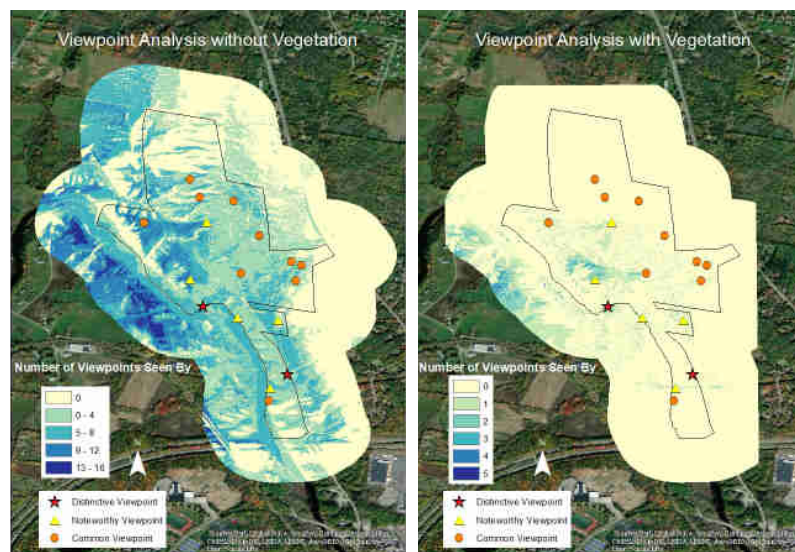 Viewpoint Analysis without Vegetation
Number of Viewpoints Seen By
0
0 - 4
5 - 8
9 - 12
13 - 16
Distinctive Viewpoint
Noteworthy Viewpoint
Common Viewpoint
Viewpoint Analysis with Vegetation
Number of Viewpoints Seen By
0
1
2
3
4
5
Distinctive Viewpoint
Noteworthy Viewpoint
Common Viewpoint